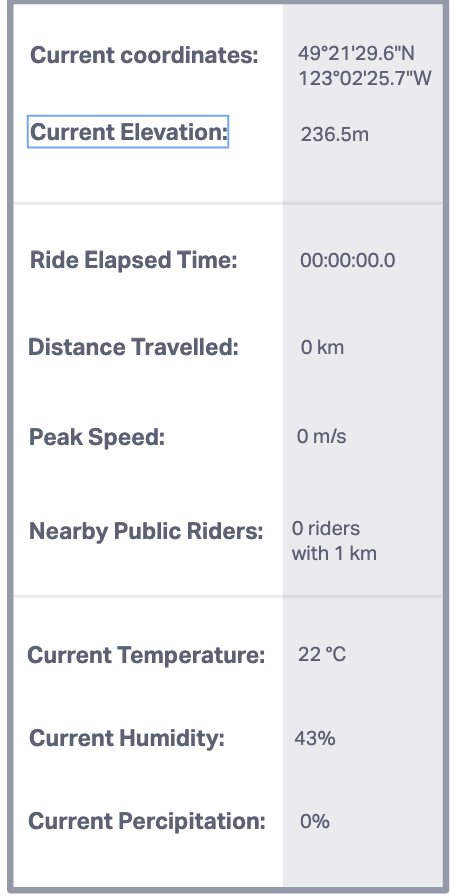 Current coordinates: 49°21'29.6"N
123°02'25.7"W
Current Elevation: 236.5m
Ride Elapsed Time: 00:00:00.0
Distance Travelled: 0 km
Peak Speed: 0 m/s
Nearby Public Riders: 0 riders
with 1 km
Current Temperature: 22 °C
Current Humidity: 43%
Current Percipitation: 0%